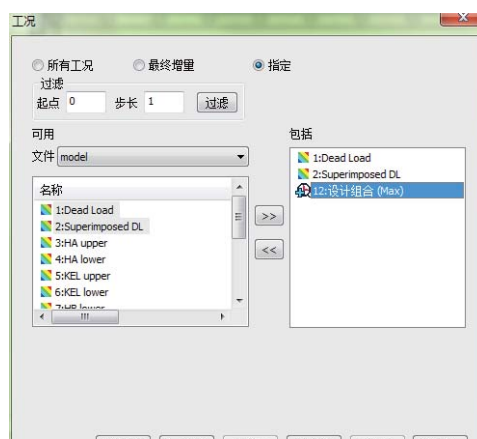 工况
所有工况 最终增量 指定
过滤
起点 0 步长 1 过滤
可用
包括
文件 model
名称
1:Dead Load
2:Superimposed DL
3:HA upper
4:HA lower
5:KEL upper
6:KEL lower
7:HB lower
>>
<<
1:Dead Load
2:Superimposed DL
12:设计组合 (Max)